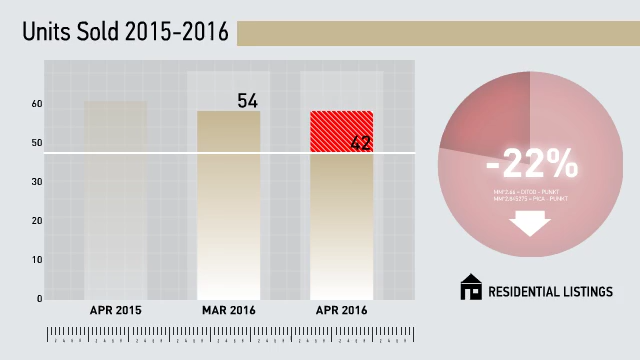 Units Sold 2015-2016
60
50
30
20
10
0
54
42
APR 2015
MAR 2016
APR 2016
-22%
RESIDENTIAL LISTINGS